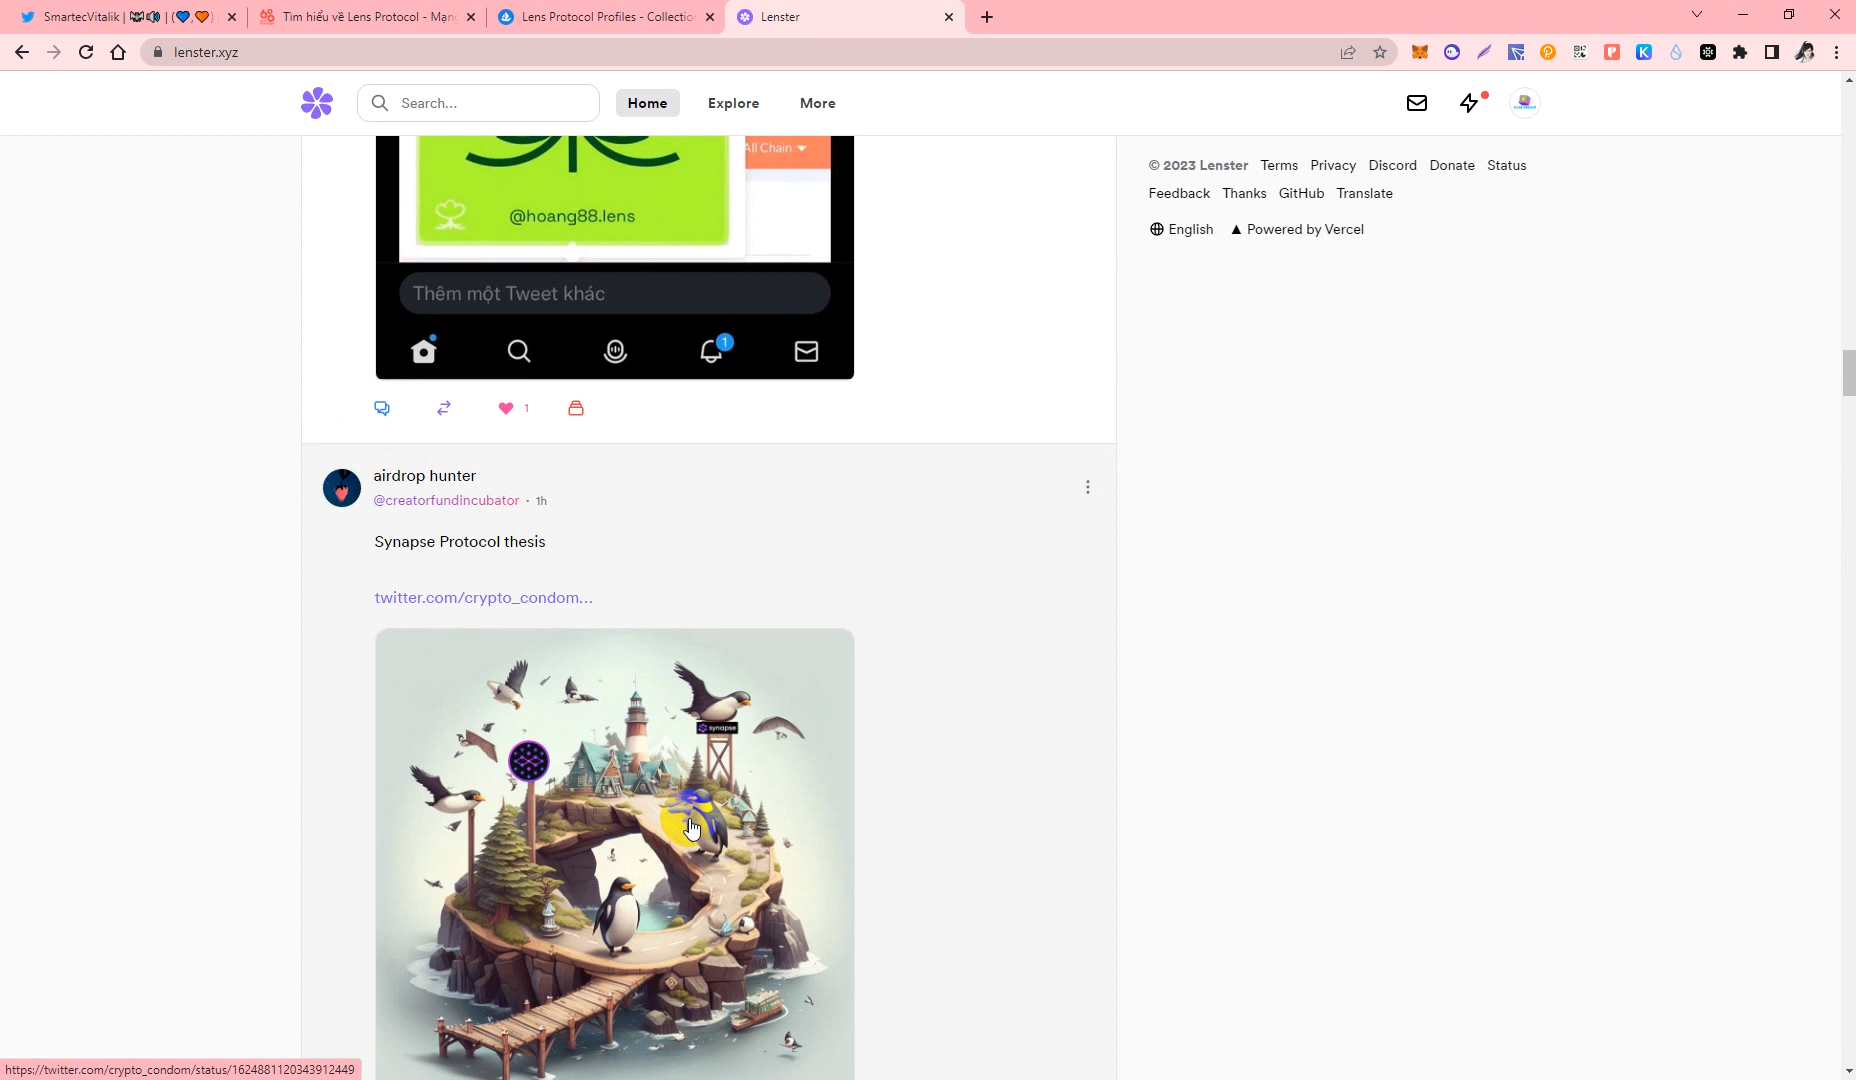 SmartecVitalik |
Tìm hiểu về Lens Protocol - Mạng
Lens Protocol Profiles - Collectio
Lenster
lenster.xyz
Search...
Home
Explore
More
All Chain
@hoang88.lens
Thêm một Tweet khác
1
1
airdrop hunter
@creatorfundincubator · 1h
Synapse Protocol thesis
twitter.com/crypto_condom…
synapse
© 2023 Lenster Terms Privacy Discord Donate Status
Feedback Thanks GitHub Translate
English ▲ Powered by Vercel
https://twitter.com/crypto_condom/status/1624881120343912449